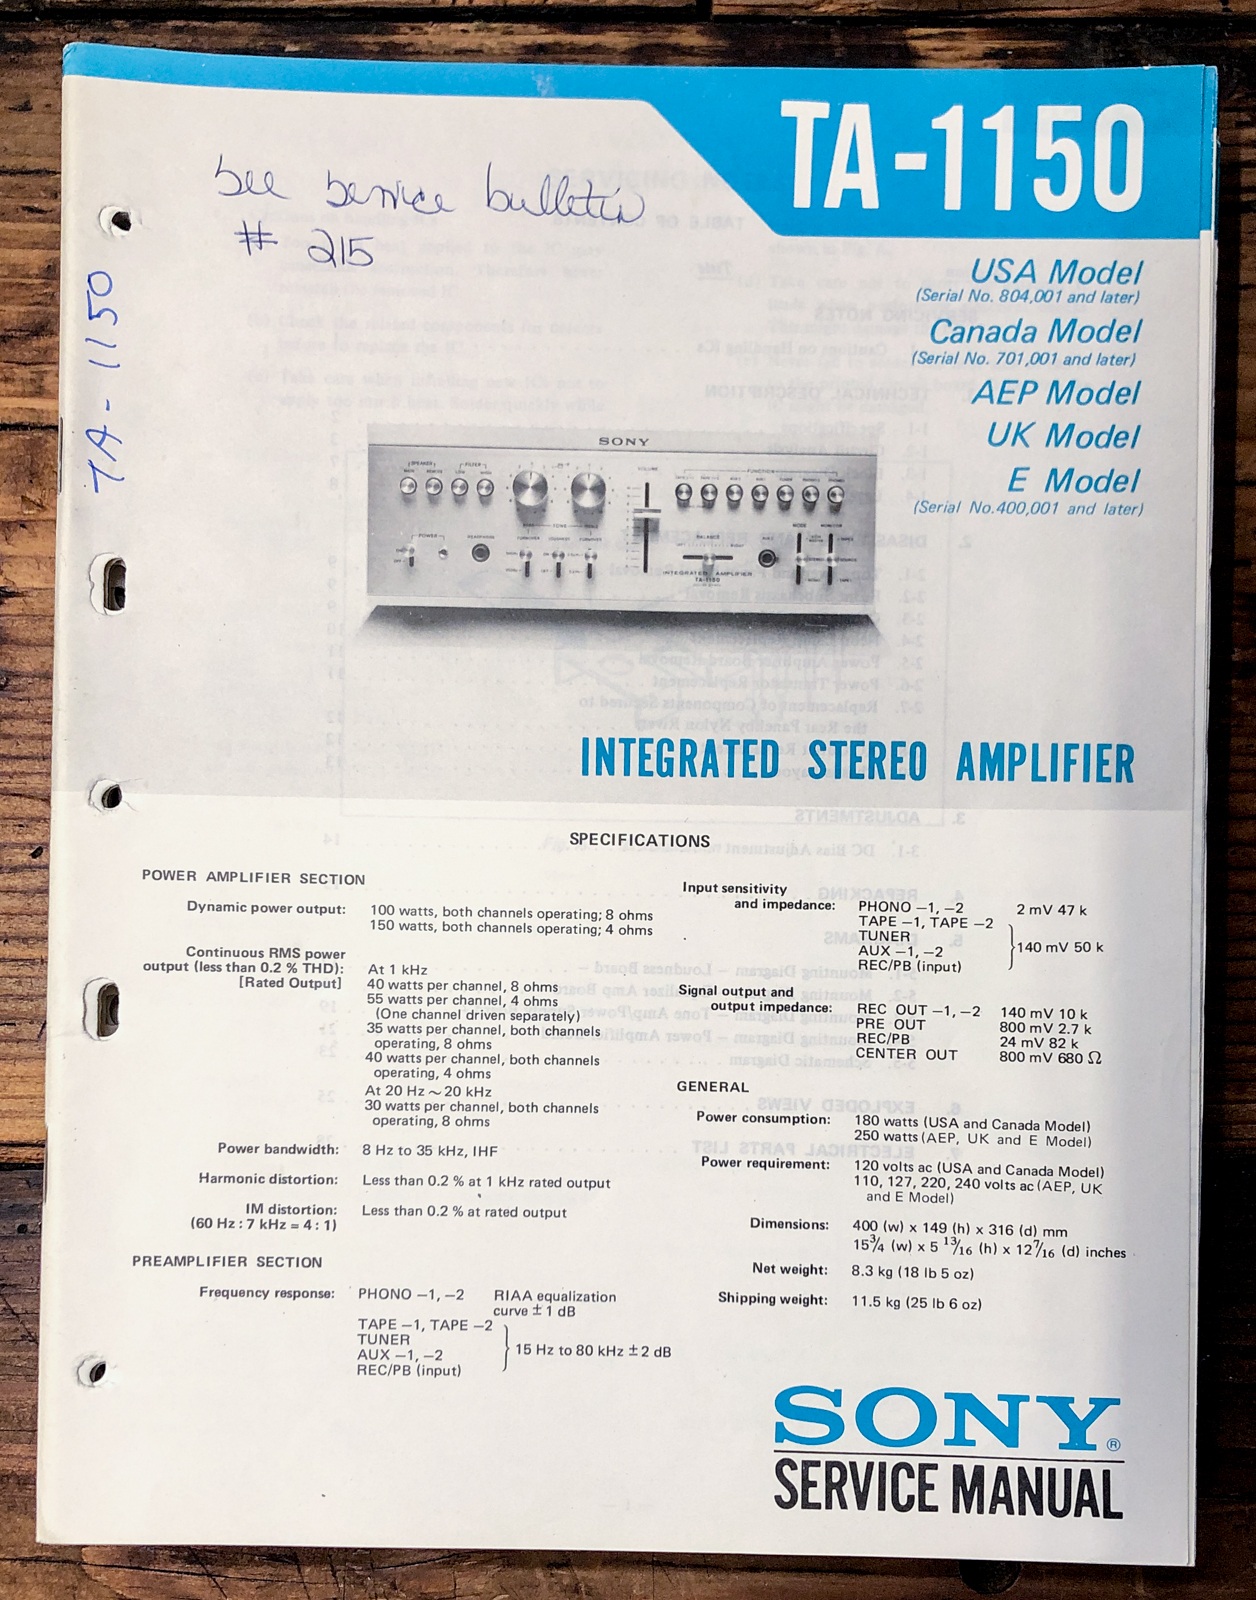 TA-1150
See Service bulletin
# 215
TA-1150
USA Model
(Serial No. 804,001 and later)
Canada Model
(Serial No. 701,001 and later)
AEP Model
UK Model
E Model
(Serial No.400,001 and later)
SONY
SPEAKER
FILTER
VOLUME
FUNCTION
TONE
POWER
HEADPHONE
BALANCE
MODE
MONITOR
INTEGRATED AMPLIFIER
TA-1150
INTEGRATED STEREO AMPLIFIER
SPECIFICATIONS
POWER AMPLIFIER SECTION
Dynamic power output: 100 watts, both channels operating; 8 ohms
150 watts, both channels operating; 4 ohms
Continuous RMS power
output (less than 0.2 % THD): At 1 kHz
[Rated Output] 40 watts per channel, 8 ohms
55 watts per channel, 4 ohms
(One channel driven separately)
35 watts per channel, both channels
operating, 8 ohms
40 watts per channel, both channels
operating, 4 ohms
At 20 Hz ~ 20 kHz
30 watts per channel, both channels
operating, 8 ohms
Power bandwidth: 8 Hz to 35 kHz, IHF
Harmonic distortion: Less than 0.2 % at 1 kHz rated output
IM distortion: Less than 0.2 % at rated output
(60 Hz : 7 kHz = 4 : 1)
PREAMPLIFIER SECTION
Frequency response: PHONO –1, –2 RIAA equalization
curve ± 1 dB
TAPE –1, TAPE –2
TUNER
AUX –1, –2 15 Hz to 80 kHz ± 2 dB
REC/PB (input)
Input sensitivity
and impedance: PHONO –1, –2 2 mV 47 k
TAPE –1, TAPE –2
TUNER
AUX –1, –2 140 mV 50 k
REC/PB (input)
Signal output and
output impedance: REC OUT –1, –2 140 mV 10 k
PRE OUT 800 mV 2.7 k
REC/PB 24 mV 82 k
CENTER OUT 800 mV 680 Ω
GENERAL
Power consumption: 180 watts (USA and Canada Model)
250 watts (AEP, UK and E Model)
Power requirement: 120 volts ac (USA and Canada Model)
110, 127, 220, 240 volts ac (AEP, UK
and E Model)
Dimensions: 400 (w) x 149 (h) x 316 (d) mm
15 3/4 (w) x 5 13/16 (h) x 12 7/16 (d) inches
Net weight: 8.3 kg (18 lb 5 oz)
Shipping weight: 11.5 kg (25 lb 6 oz)
SONY®
SERVICE MANUAL